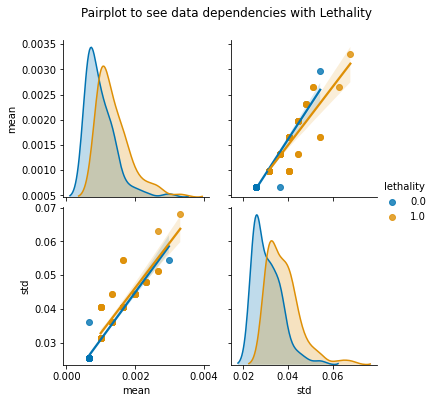 Pairplot to see data dependencies with Lethality
0.0035
0.0030
0.0025
0.0020
0.0015
0.0010
0.0005
mean
lethality
0.0
1.0
0.07
0.06
0.05
0.04
0.03
std
0.000 0.002 0.004
mean
0.02 0.04 0.06
std